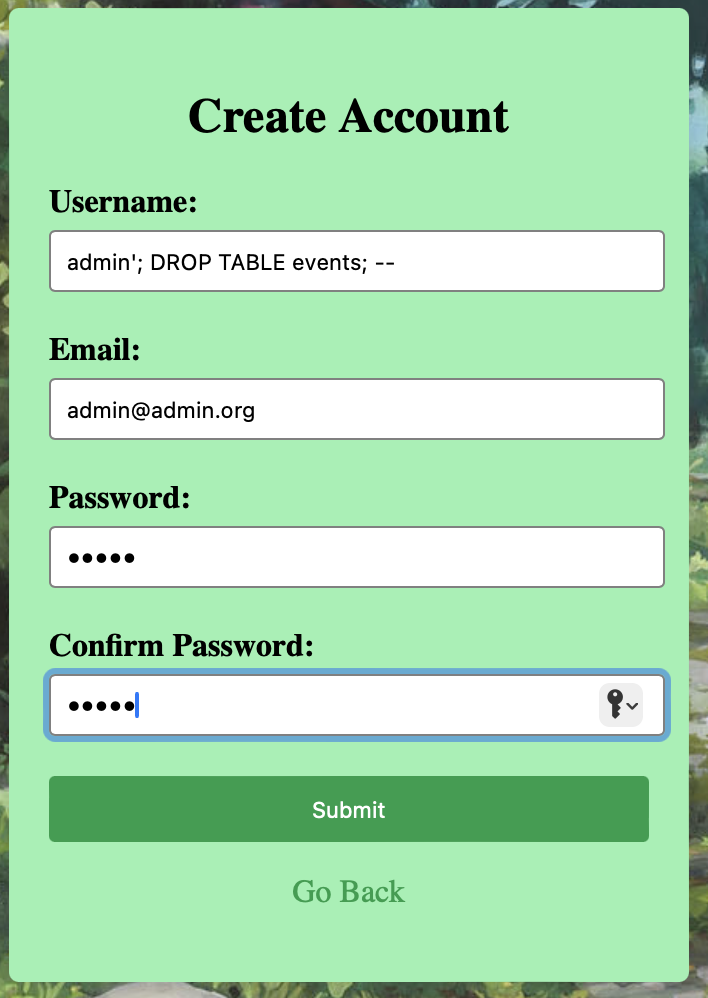 Create Account
Username:
admin'; DROP TABLE events; --
Email:
admin@admin.org
Password:
•••••
Confirm Password:
•••••
Submit
Go Back